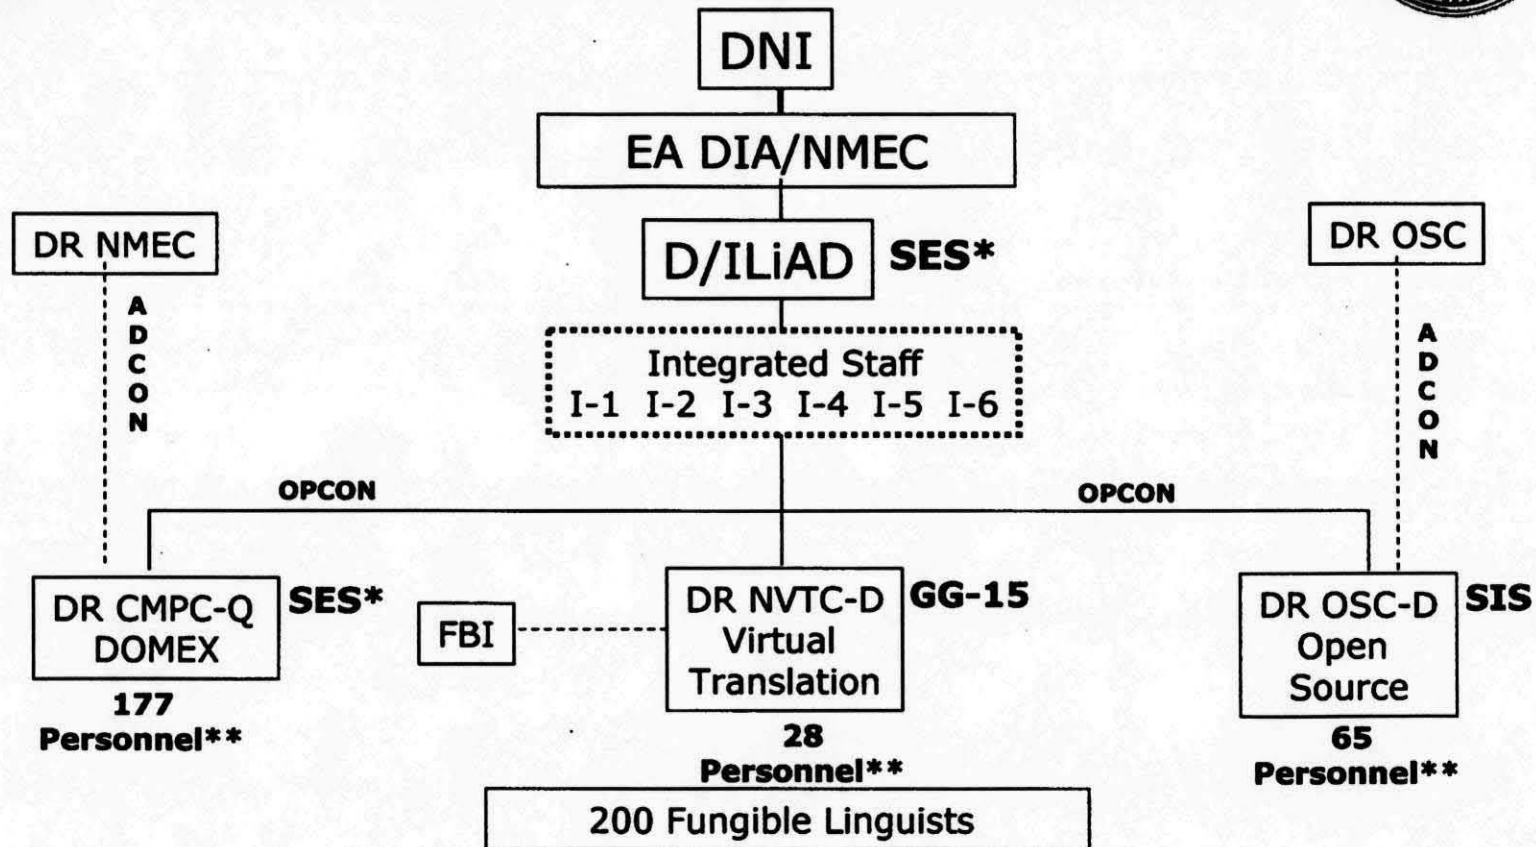 DNI
EA DIA/NMEC
DR NMEC
D/ILiAD
SES*
DR OSC
ADCON
Integrated Staff
I-1 I-2 I-3 I-4 I-5 I-6
ADCON
OPCON
OPCON
DR CMPC-Q
DOMEX
SES*
177
Personnel**
FBI
DR NVTC-D
Virtual
Translation
GG-15
28
Personnel**
DR OSC-D
Open
Source
SIS
65
Personnel**
200 Fungible Linguists